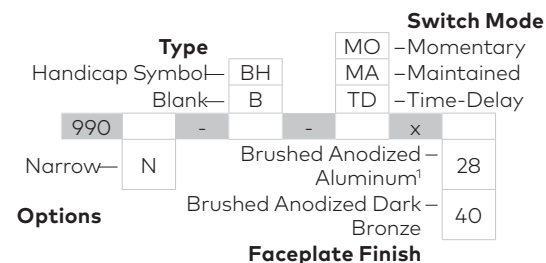 Switch Mode
Type
MO –Momentary
Handicap Symbol– BH
MA –Maintained
Blank– B
TD –Time-Delay
990 - - x
Narrow– N
Brushed Anodized –
Aluminum¹
28
Options
Brushed Anodized Dark –
Bronze
40
Faceplate Finish